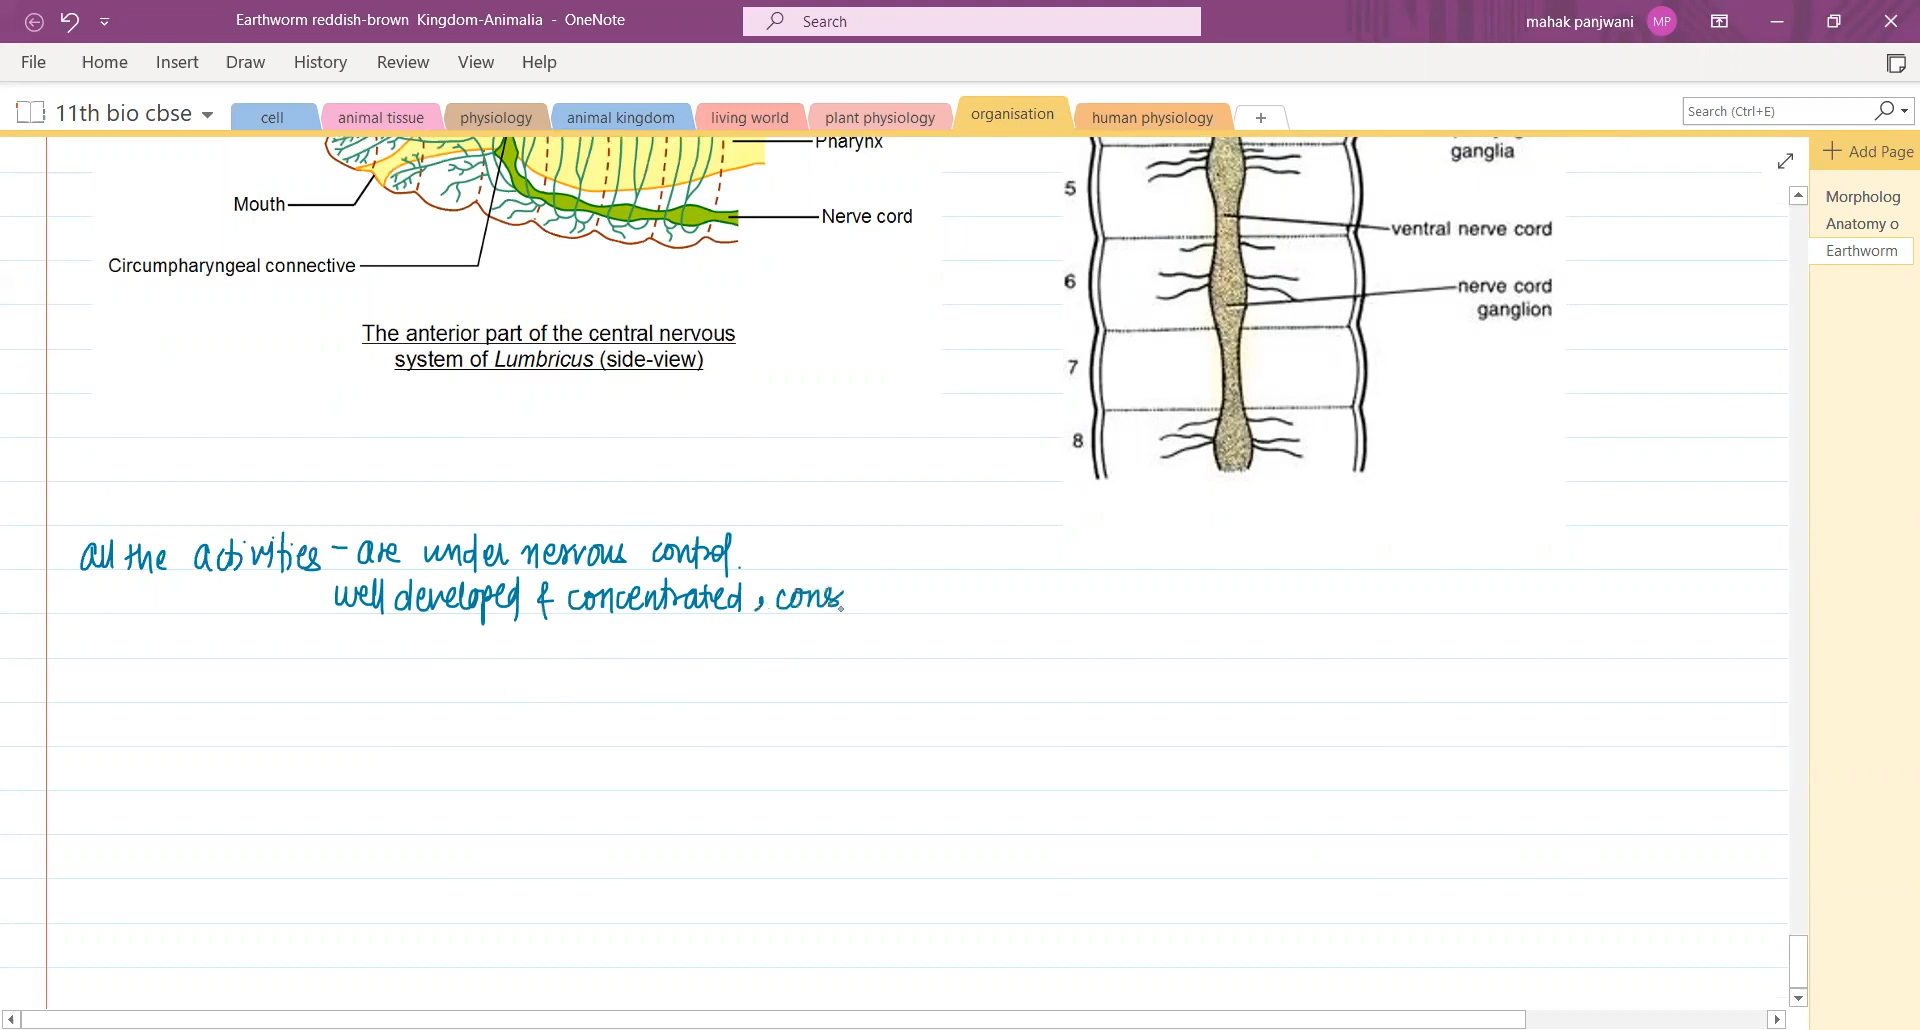 Earthworm reddish-brown Kingdom-Animalia - OneNote
Search
mahak panjwani MP
File Home Insert Draw History Review View Help
11th bio cbse
cell animal tissue physiology animal kingdom living world plant physiology organisation human physiology
Search (Ctrl+E)
Add Page
Morpholog
Anatomy o
Earthworm
Pharynx
Mouth
Nerve cord
Circumpharyngeal connective
The anterior part of the central nervous
system of Lumbricus (side-view)
ganglia
5
ventral nerve cord
6
nerve cord
ganglion
7
8
all the activities - are under nervous control.
well developed & concentrated, cons